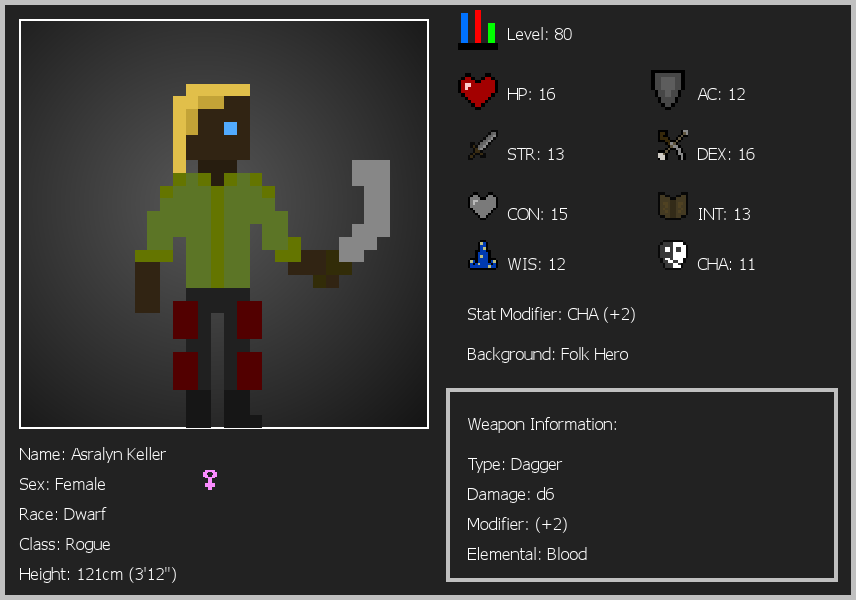 Level: 80
HP: 16
AC: 12
STR: 13
DEX: 16
CON: 15
INT: 13
WIS: 12
CHA: 11
Stat Modifier: CHA (+2)
Background: Folk Hero
Weapon Information:
Type: Dagger
Damage: d6
Modifier: (+2)
Elemental: Blood
Name: Asralyn Keller
Sex: Female
Race: Dwarf
Class: Rogue
Height: 121cm (3'12")